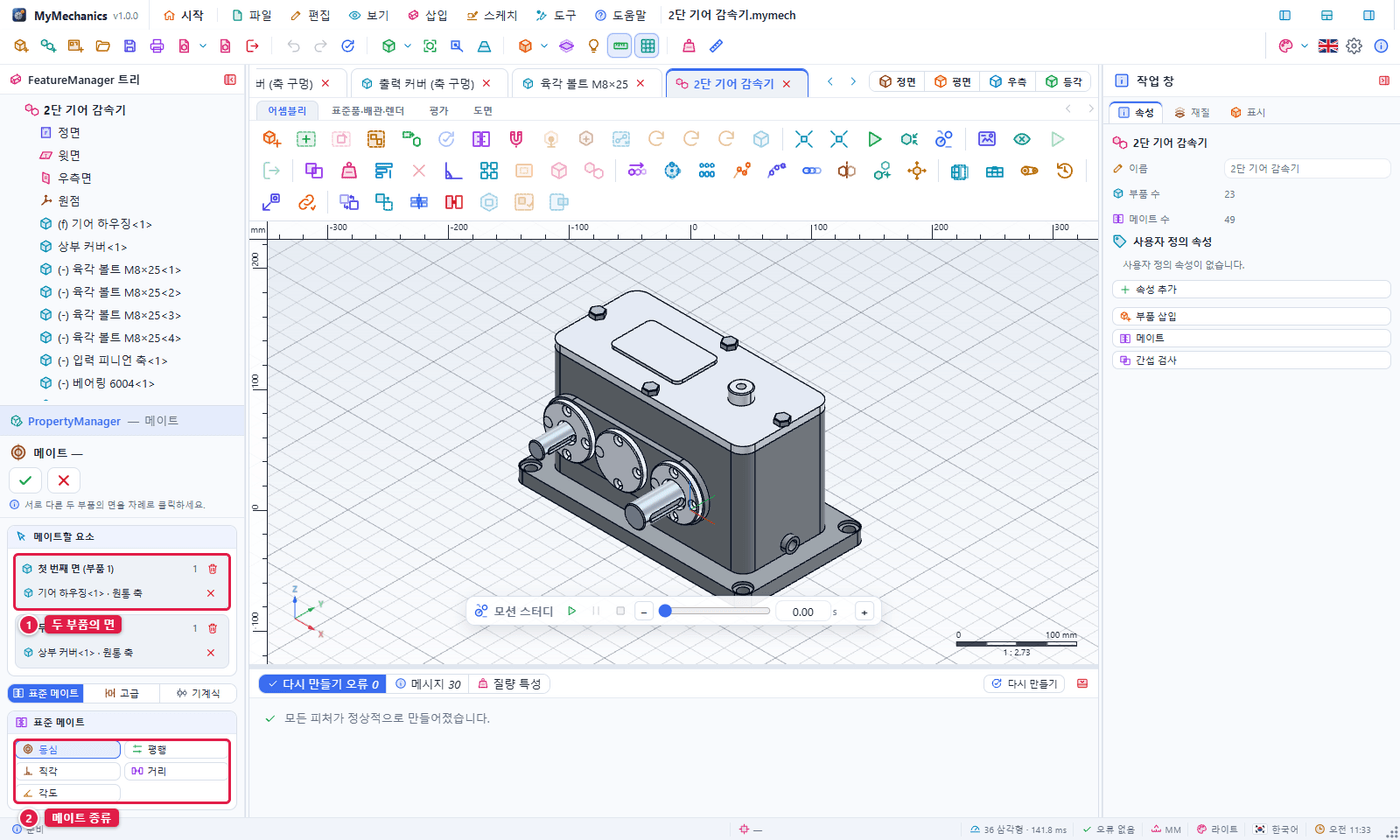 MyMechanics v1.0.0
시작 파일 편집 보기 삽입 스케치 도구 도움말 2단 기어 감속기.mymech
FeatureManager 트리
2단 기어 감속기
정면
윗면
우측면
원점
(f) 기어 하우징<1>
상부 커버<1>
(-) 육각 볼트 M8×25<1>
(-) 육각 볼트 M8×25<2>
(-) 육각 볼트 M8×25<3>
(-) 육각 볼트 M8×25<4>
(-) 입력 피니언 축<1>
(-) 베어링 6004<1>
PropertyManager — 메이트
메이트 —
서로 다른 두 부품의 면을 차례로 클릭하세요.
메이트할 요소
첫 번째 면 (부품 1) 1
기어 하우징<1> · 원통 축
1 두 부품의 면 1
상부 커버<1> · 원통 축
표준 메이트 고급 기계식
표준 메이트
동심 평행
직각 거리
각도
2 메이트 종류
준비
버 (축 구멍) 출력 커버 (축 구멍) 육각 볼트 M8×25 2단 기어 감속기
정면 평면 우측 등각
어셈블리 표준품·배관·렌더 평가 도면
mm -300 -200 -100 0 100 200 300
200
100
0
-100
Z
Y
X
모션 스터디 0.00 s
0 100 mm
1 : 2.73
다시 만들기 오류 0 메시지 30 질량 특성 다시 만들기
모든 피처가 정상적으로 만들어졌습니다.
작업 창
속성 재질 표시
2단 기어 감속기
이름 2단 기어 감속기
부품 수 23
메이트 수 49
사용자 정의 속성
사용자 정의 속성이 없습니다.
속성 추가
부품 삽입
메이트
간섭 검사
36 삼각형 · 141.8 ms 오류 없음 MM 라이트 한국어 오전 11:33